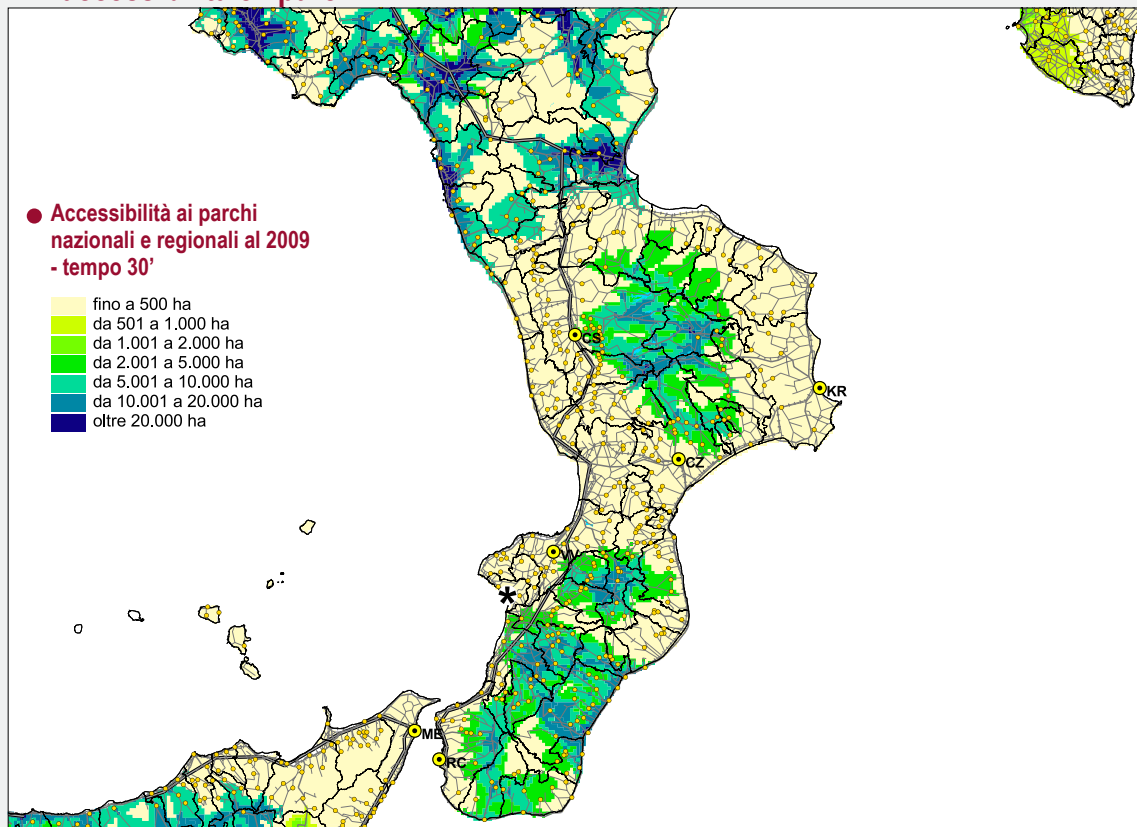 ● Accessibilità ai parchi
nazionali e regionali al 2009
- tempo 30’
fino a 500 ha
da 501 a 1.000 ha
da 1.001 a 2.000 ha
da 2.001 a 5.000 ha
da 5.001 a 10.000 ha
da 10.001 a 20.000 ha
oltre 20.000 ha
CS
KR
CZ
VV
*
ME
RC